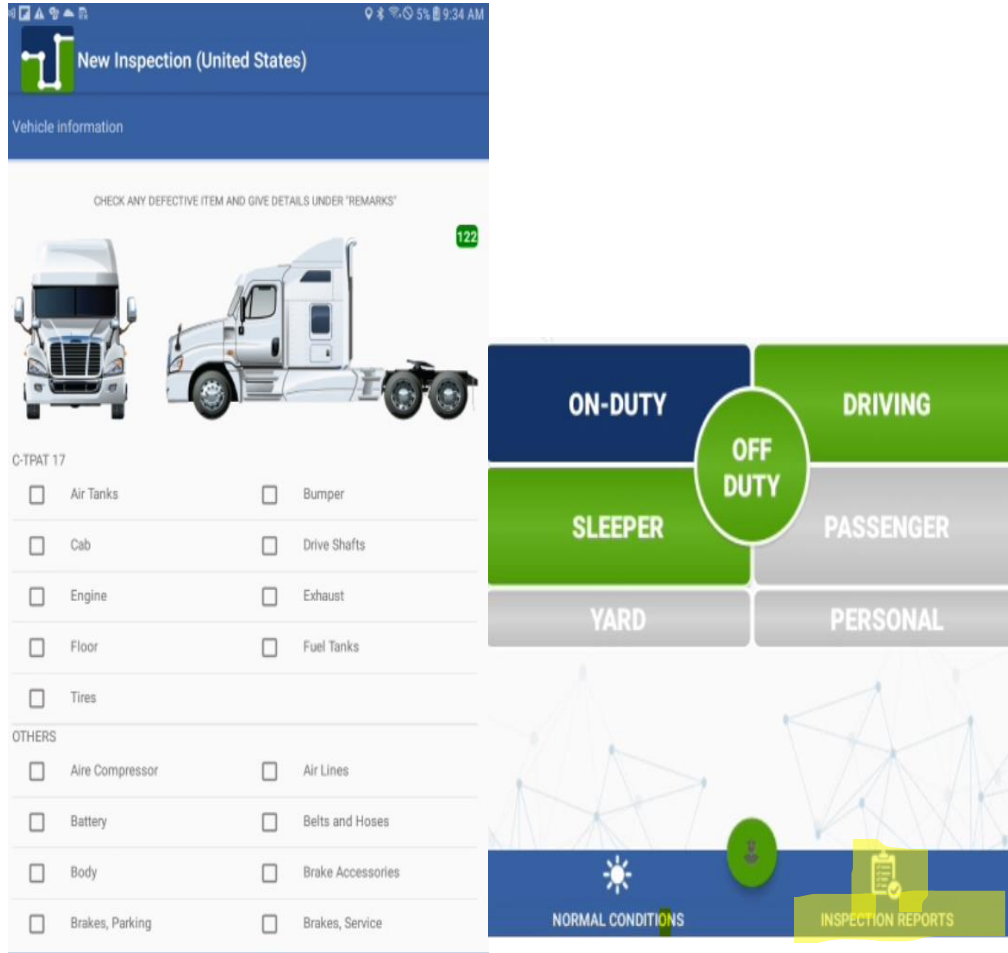 5% 9:34 AM
New Inspection (United States)
Vehicle information
CHECK ANY DEFECTIVE ITEM AND GIVE DETAILS UNDER "REMARKS"
122
C-TPAT 17
Air Tanks Bumper
Cab Drive Shafts
Engine Exhaust
Floor Fuel Tanks
Tires
OTHERS
Aire Compressor Air Lines
Battery Belts and Hoses
Body Brake Accessories
Brakes, Parking Brakes, Service
ON-DUTY DRIVING
OFF
DUTY
SLEEPER PASSENGER
YARD PERSONAL
NORMAL CONDITIONS INSPECTION REPORTS